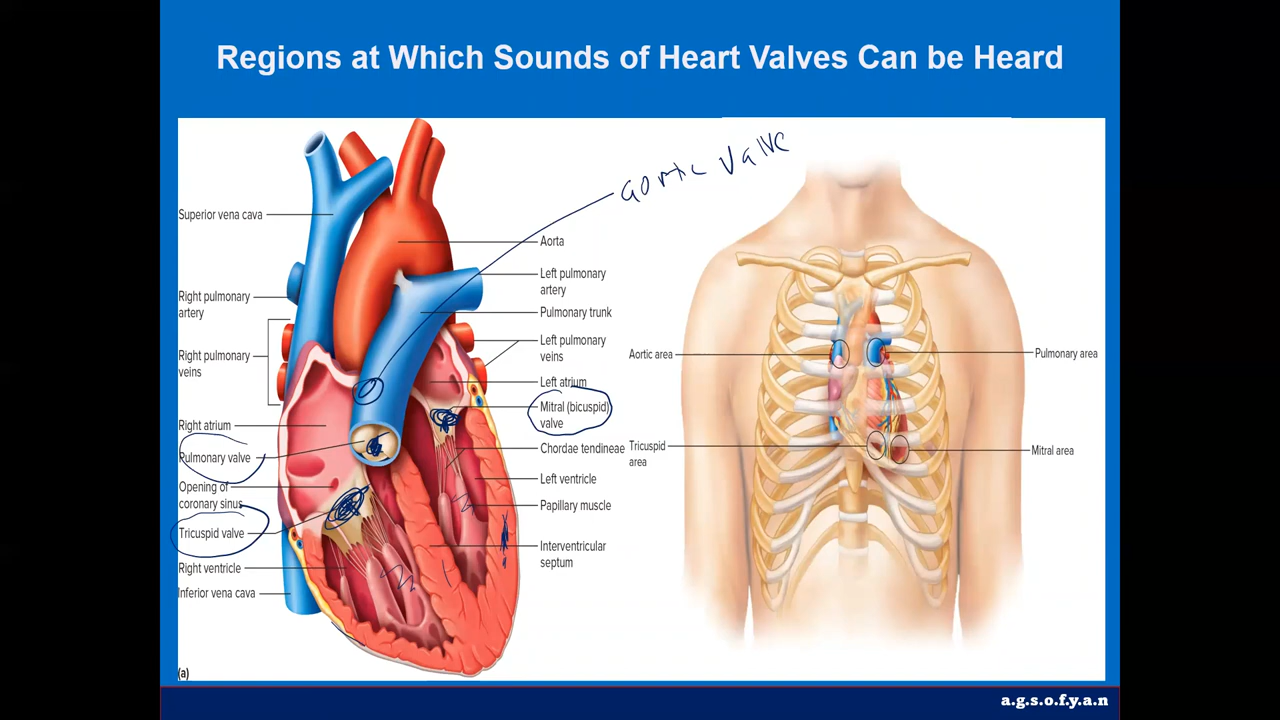 Regions at Which Sounds of Heart Valves Can be Heard
aortic valve
Superior vena cava
Right pulmonary
artery
Right pulmonary
veins
Right atrium
Pulmonary valve
Opening of
coronary sinus
Tricuspid valve
Right ventricle
Inferior vena cava
(a)
Aorta
Left pulmonary
artery
Pulmonary trunk
Left pulmonary
veins
Left atrium
Mitral (bicuspid)
valve
Chordae tendineae
Left ventricle
Papillary muscle
Interventricular
septum
Aortic area
Tricuspid
area
Pulmonary area
Mitral area
a.g.s.o.f.y.a.n